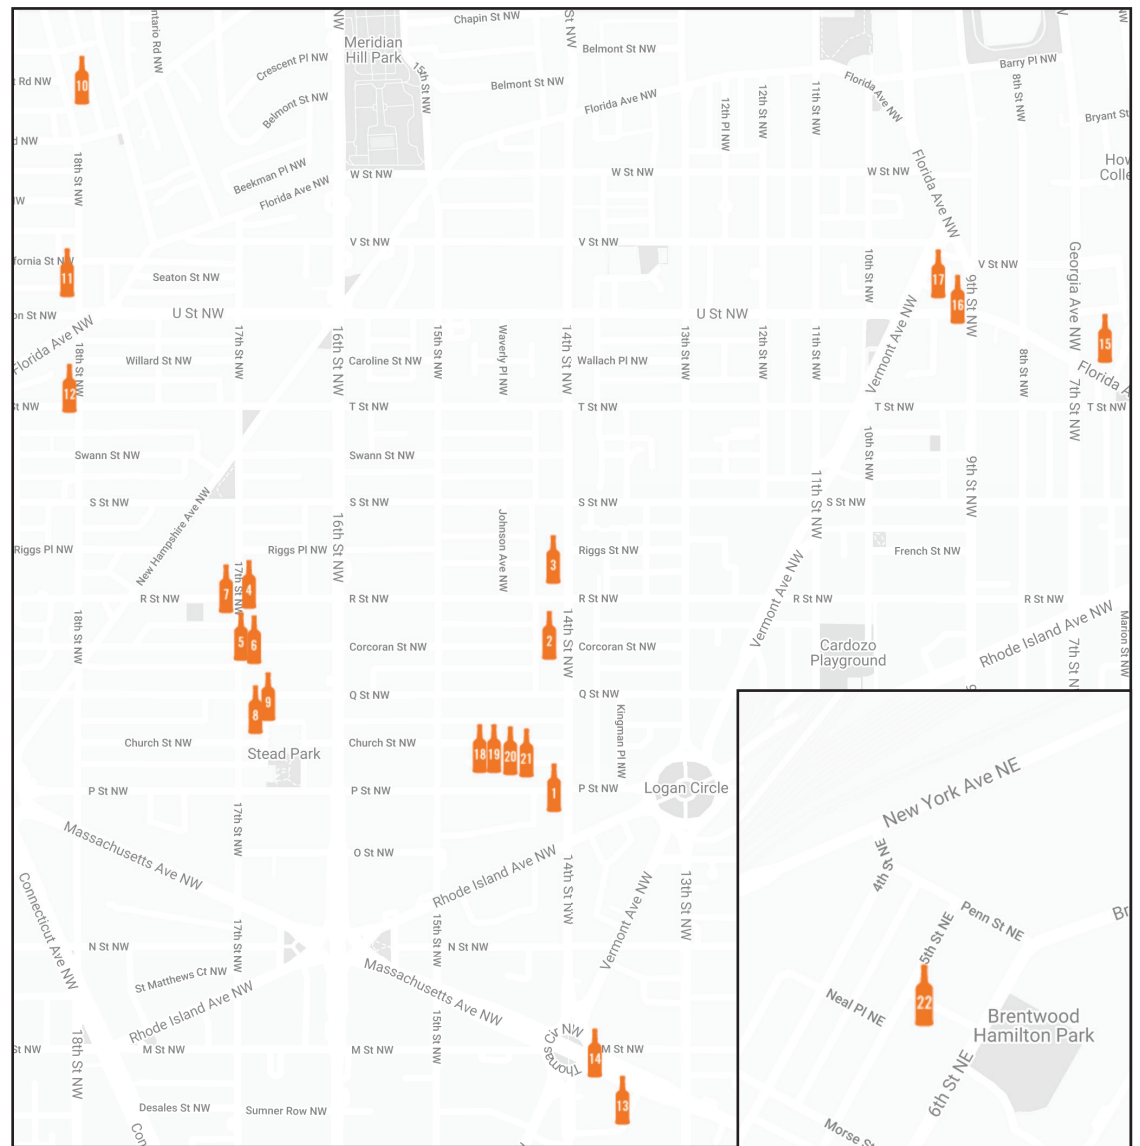 Chapin St NW
Meridian
Hill Park
Belmont St NW
Crescent Pl NW
15th St NW
Belmont St NW
Belmont St NW
Florida Ave NW
Barry Pl NW
Florida Ave NW
8th St NW
12th Pl NW
12th St NW
11th St NW
10
18th St NW
Beekman Pl NW
Florida Ave NW
W St NW
W St NW
W St NW
Florida Ave NW
V St NW
V St NW
V St NW
10th St NW
9th St NW
Georgia Ave NW
11
Seaton St NW
17
16
U St NW
U St NW
Florida Ave NW
Vermont Ave NW
15
18th St NW
Willard St NW
17th St NW
16th St NW
Caroline St NW
15th St NW
Waverly Pl NW
14th St NW
Wallach Pl NW
13th St NW
12th St NW
11th St NW
8th St NW
12
T St NW
T St NW
T St NW
7th St NW
T St NW
Swann St NW
Swann St NW
10th St NW
9th St NW
S St NW
S St NW
S St NW
11th St NW
S St NW
New Hampshire Ave NW
16th St NW
Johnson Ave NW
Riggs Pl NW
Riggs Pl NW
3
Riggs St NW
French St NW
7
17th St NW
4
R St NW
R St NW
R St NW
Vermont Ave NW
R St NW
R St NW
Rhode Island Ave NW
18th St NW
5
6
Corcoran St NW
2
14th St NW
Corcoran St NW
Cardozo
Playground
Marion St NW
9
8
Q St NW
Q St NW
Kingman Pl NW
Church St NW
Stead Park
Church St NW
18
19
20
21
P St NW
P St NW
1
P St NW
Logan Circle
17th St NW
Massachusetts Ave NW
O St NW
Rhode Island Ave NW
14th St NW
Vermont Ave NW
13th St NW
Connecticut Ave NW
N St NW
17th St NW
15th St NW
N St NW
St Matthews Ct NW
Rhode Island Ave NW
Massachusetts Ave NW
18th St NW
M St NW
M St NW
15th St NW
Thomas Cir NW
14
M St NW
13
Desales St NW
Sumner Row NW
New York Ave NE
4th St NE
5th St NE
Penn St NE
22
Neal Pl NE
Brentwood
Hamilton Park
6th St NE